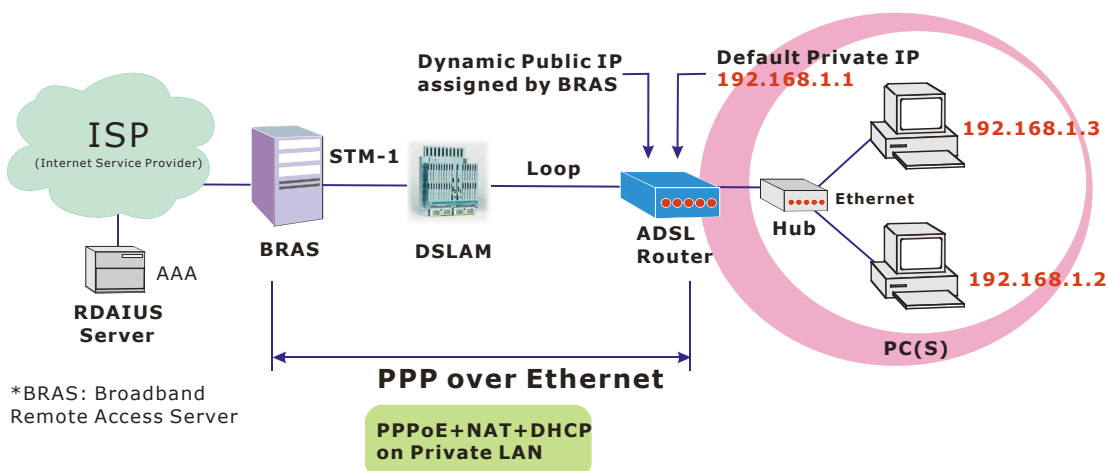 Dynamic Public IP
assigned by BRAS
Default Private IP
192.168.1.1
ISP
(Internet Service Provider)
STM-1
Loop
192.168.1.3
Ethernet
Hub
BRAS
DSLAM
ADSL
Router
192.168.1.2
AAA
RDAIUS
Server
PC(S)
PPP over Ethernet
*BRAS: Broadband
Remote Access Server
PPPoE+NAT+DHCP
on Private LAN